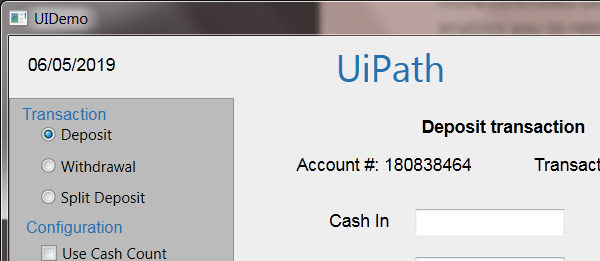 UIDemo
06/05/2019
UiPath
Transaction
Deposit
Withdrawal
Split Deposit
Configuration
Use Cash Count
Deposit transaction
Account #: 180838464 Transact
Cash In